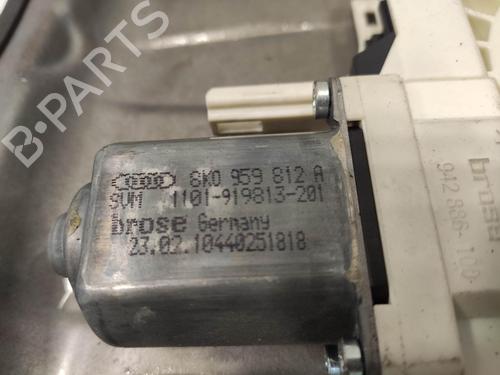 B-PARTS
8K0 959 812 A
SVM 1101-919813-201
brose Germany
23.02.10440251818
brose
942 886-100